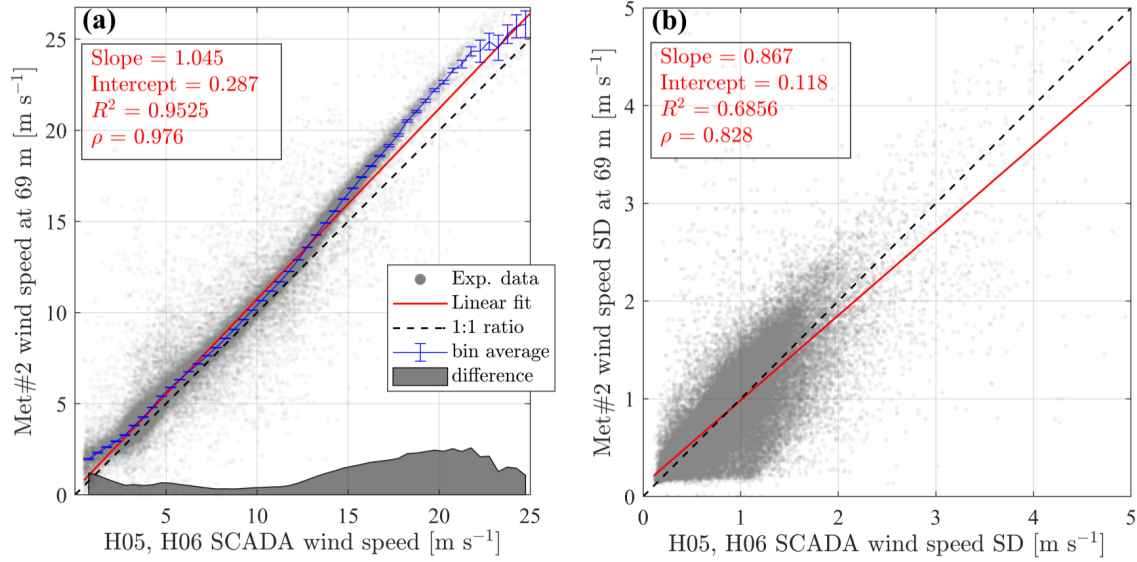 (a)
Slope = 1.045
Intercept = 0.287
R² = 0.9525
ρ = 0.976
Met#2 wind speed at 69 m [m s⁻¹]
25
20
15
10
5
0
Exp. data
Linear fit
1:1 ratio
bin average
difference
5
10
15
20
25
H05, H06 SCADA wind speed [m s⁻¹]
(b)
Slope = 0.867
Intercept = 0.118
R² = 0.6856
ρ = 0.828
Met#2 wind speed SD at 69 m [m s⁻¹]
5
4
3
2
1
0
0
1
2
3
4
5
H05, H06 SCADA wind speed SD [m s⁻¹]